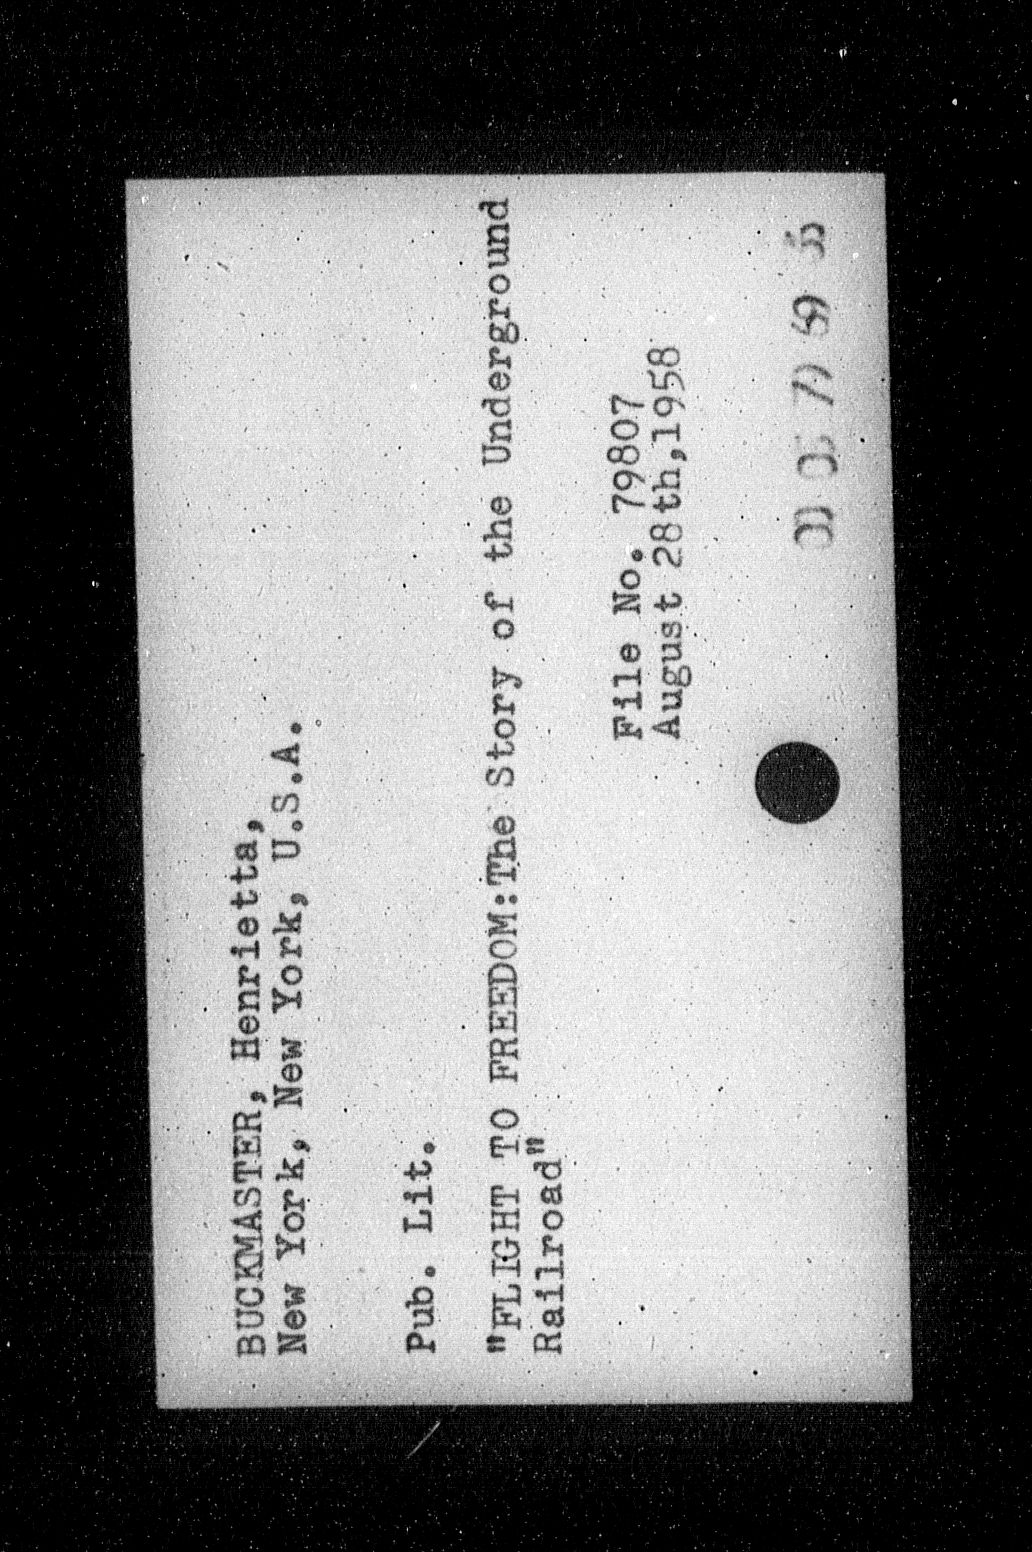 BUCKMASTER, Henrietta,
New York, New York, U.S.A.
Pub. Lit.
"FLIGHT TO FREEDOM:The Story of the Underground
Railroad"
File No. 79807
August 28th,1958